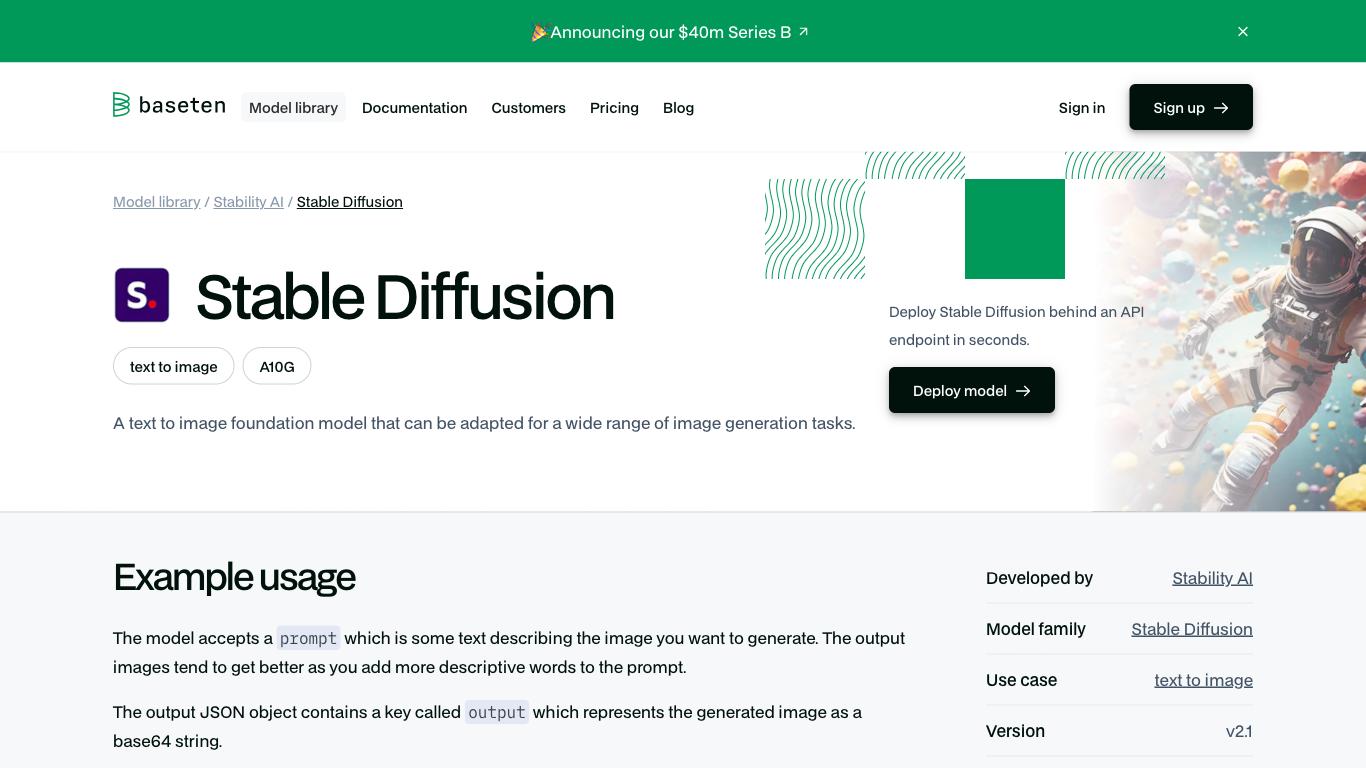 🎉Announcing our $40m Series B ↗
baseten
Model library
Documentation
Customers
Pricing
Blog
Sign in
Sign up →
Model library / Stability AI / Stable Diffusion
S.
Stable Diffusion
text to image
A10G
A text to image foundation model that can be adapted for a wide range of image generation tasks.
Deploy Stable Diffusion behind an API
endpoint in seconds.
Deploy model →
Example usage
The model accepts a prompt which is some text describing the image you want to generate. The output
images tend to get better as you add more descriptive words to the prompt.
The output JSON object contains a key called output which represents the generated image as a
base64 string.
Developed by Stability AI
Model family Stable Diffusion
Use case text to image
Version v2.1